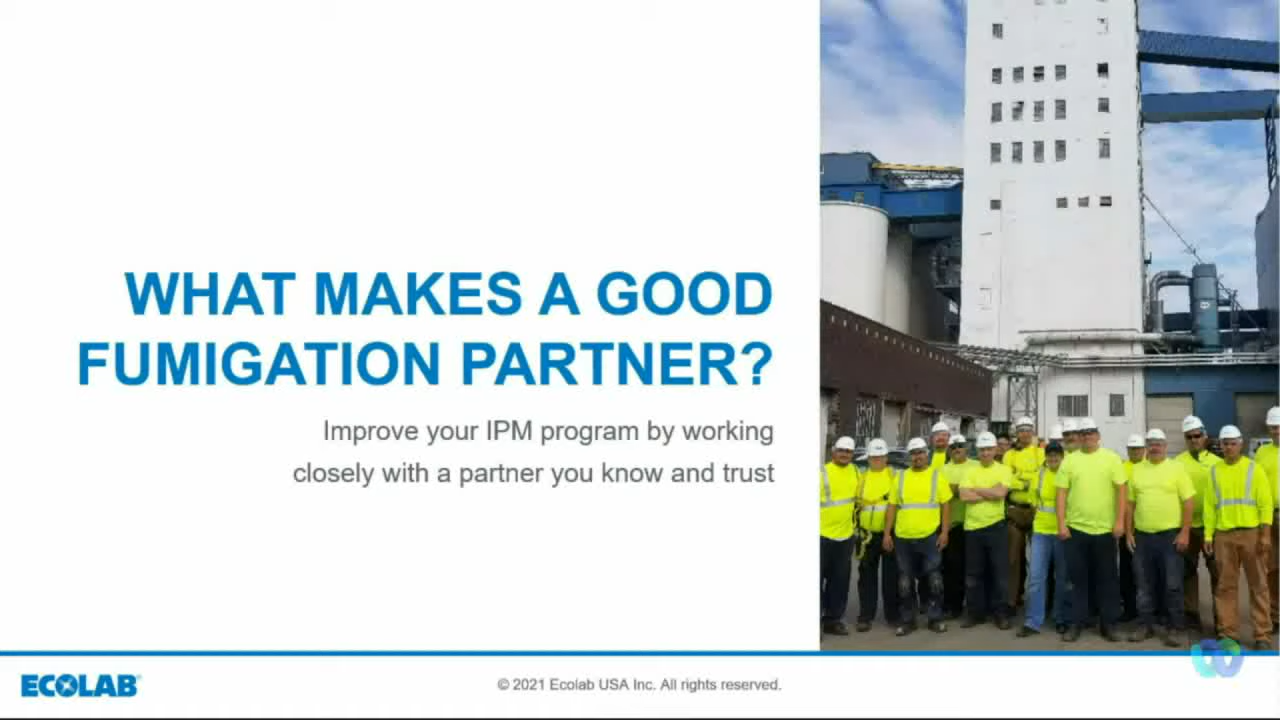 WHAT MAKES A GOOD
FUMIGATION PARTNER?
Improve your IPM program by working
closely with a partner you know and trust
ECOLAB®
© 2021 Ecolab USA Inc. All rights reserved.